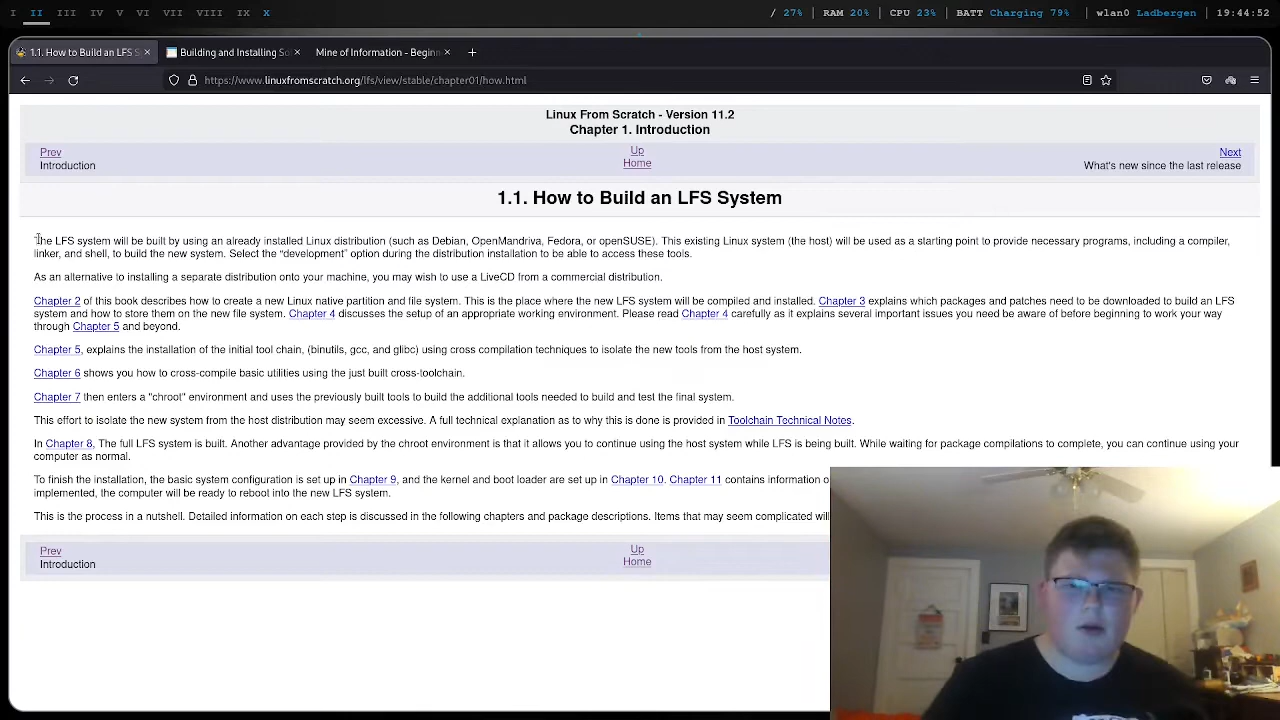 I II III IV V VI VII VIII IX X
/ 27% RAM 20% CPU 23% BATT Charging 79% wlan0 Ladbergen 19:44:52
1.1. How to Build an LFS S
Building and Installing So
Mine of Information - Beginn
https://www.linuxfromscratch.org/lfs/view/stable/chapter01/how.html
Linux From Scratch - Version 11.2
Chapter 1. Introduction
Prev Up Next
Introduction Home What's new since the last release
1.1. How to Build an LFS System
The LFS system will be built by using an already installed Linux distribution (such as Debian, OpenMandriva, Fedora, or openSUSE). This existing Linux system (the host) will be used as a starting point to provide necessary programs, including a compiler,
linker, and shell, to build the new system. Select the “development” option during the distribution installation to be able to access these tools.
As an alternative to installing a separate distribution onto your machine, you may wish to use a LiveCD from a commercial distribution.
Chapter 2 of this book describes how to create a new Linux native partition and file system. This is the place where the new LFS system will be compiled and installed. Chapter 3 explains which packages and patches need to be downloaded to build an LFS
system and how to store them on the new file system. Chapter 4 discusses the setup of an appropriate working environment. Please read Chapter 4 carefully as it explains several important issues you need be aware of before beginning to work your way
through Chapter 5 and beyond.
Chapter 5, explains the installation of the initial tool chain, (binutils, gcc, and glibc) using cross compilation techniques to isolate the new tools from the host system.
Chapter 6 shows you how to cross-compile basic utilities using the just built cross-toolchain.
Chapter 7 then enters a "chroot" environment and uses the previously built tools to build the additional tools needed to build and test the final system.
This effort to isolate the new system from the host distribution may seem excessive. A full technical explanation as to why this is done is provided in Toolchain Technical Notes.
In Chapter 8, The full LFS system is built. Another advantage provided by the chroot environment is that it allows you to continue using the host system while LFS is being built. While waiting for package compilations to complete, you can continue using your
computer as normal.
To finish the installation, the basic system configuration is set up in Chapter 9, and the kernel and boot loader are set up in Chapter 10. Chapter 11 contains information o
implemented, the computer will be ready to reboot into the new LFS system.
This is the process in a nutshell. Detailed information on each step is discussed in the following chapters and package descriptions. Items that may seem complicated will
Prev Up
Introduction Home